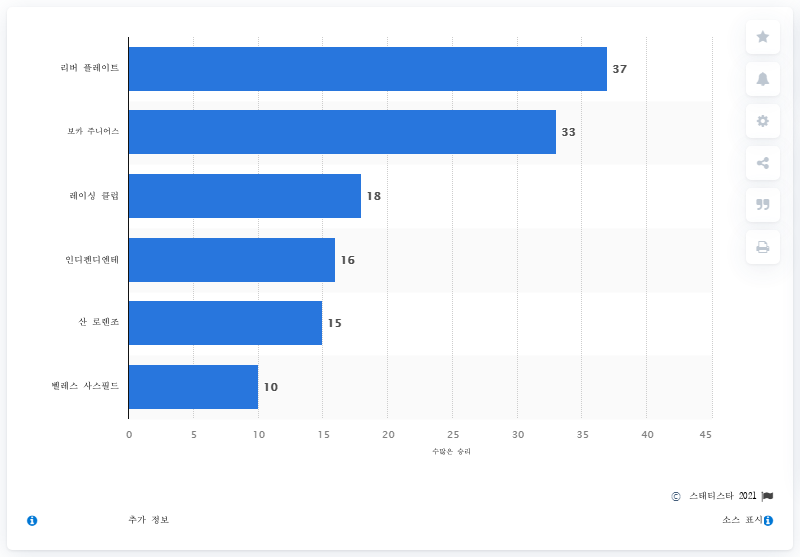 리버 플레이트
37
보카 주니어스
33
레이싱 클럽
18
인디펜디엔테
16
산 로렌조
15
벨레스 사스필드
10
0 5 10 15 20 25 30 35 40 45
수많은 승리
© 스태티스타 2021
추가 정보
소스 표시